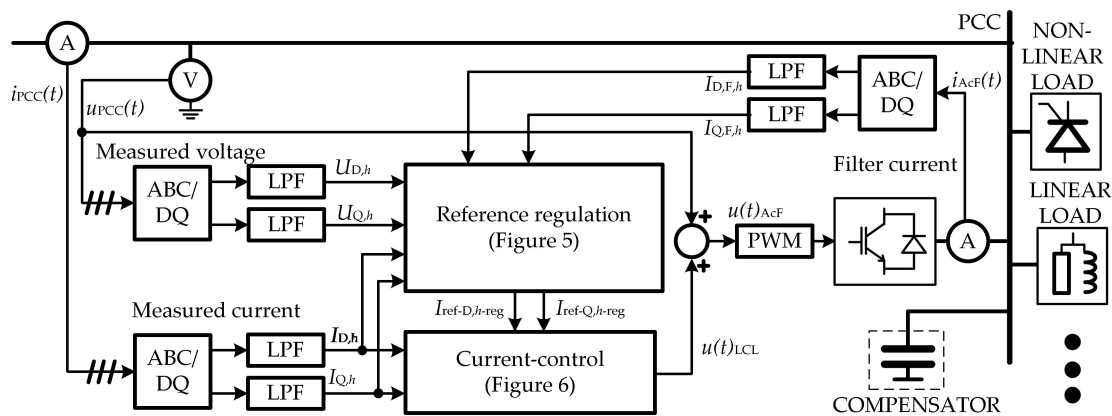 PCC
NON-
LINEAR
LOAD
A
V
iPCC(t)
uPCC(t)
ID,F,h
LPF
IQ,F,h
LPF
ABC/
DQ
iAcF(t)
Measured voltage
ABC/
DQ
LPF
UD,h
LPF
UQ,h
Reference regulation
(Figure 5)
Filter current
+
+
u(t)AcF
PWM
A
LINEAR
LOAD
Measured current
Iref-D,h-reg
Iref-Q,h-reg
ABC/
DQ
LPF
ID,h
LPF
IQ,h
Current-control
(Figure 6)
u(t)LCL
COMPENSATOR